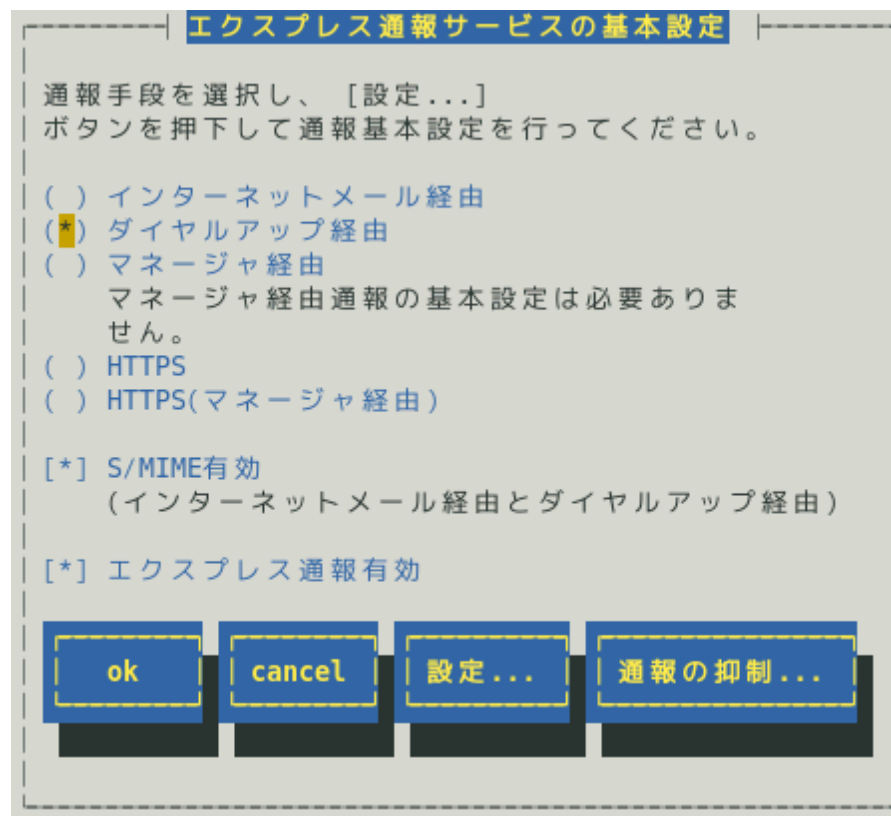 エクスプレス通報サービスの基本設定
通報手段を選択し、 [設定...]
ボタンを押下して通報基本設定を行ってください。
( ) インターネットメール経由
(*) ダイヤルアップ経由
( ) マネージャ経由
マネージャ経由通報の基本設定は必要ありま
せん。
( ) HTTPS
( ) HTTPS(マネージャ経由)
[*] S/MIME有効
(インターネットメール経由とダイヤルアップ経由)
[*] エクスプレス通報有効
ok cancel 設定... 通報の抑制...